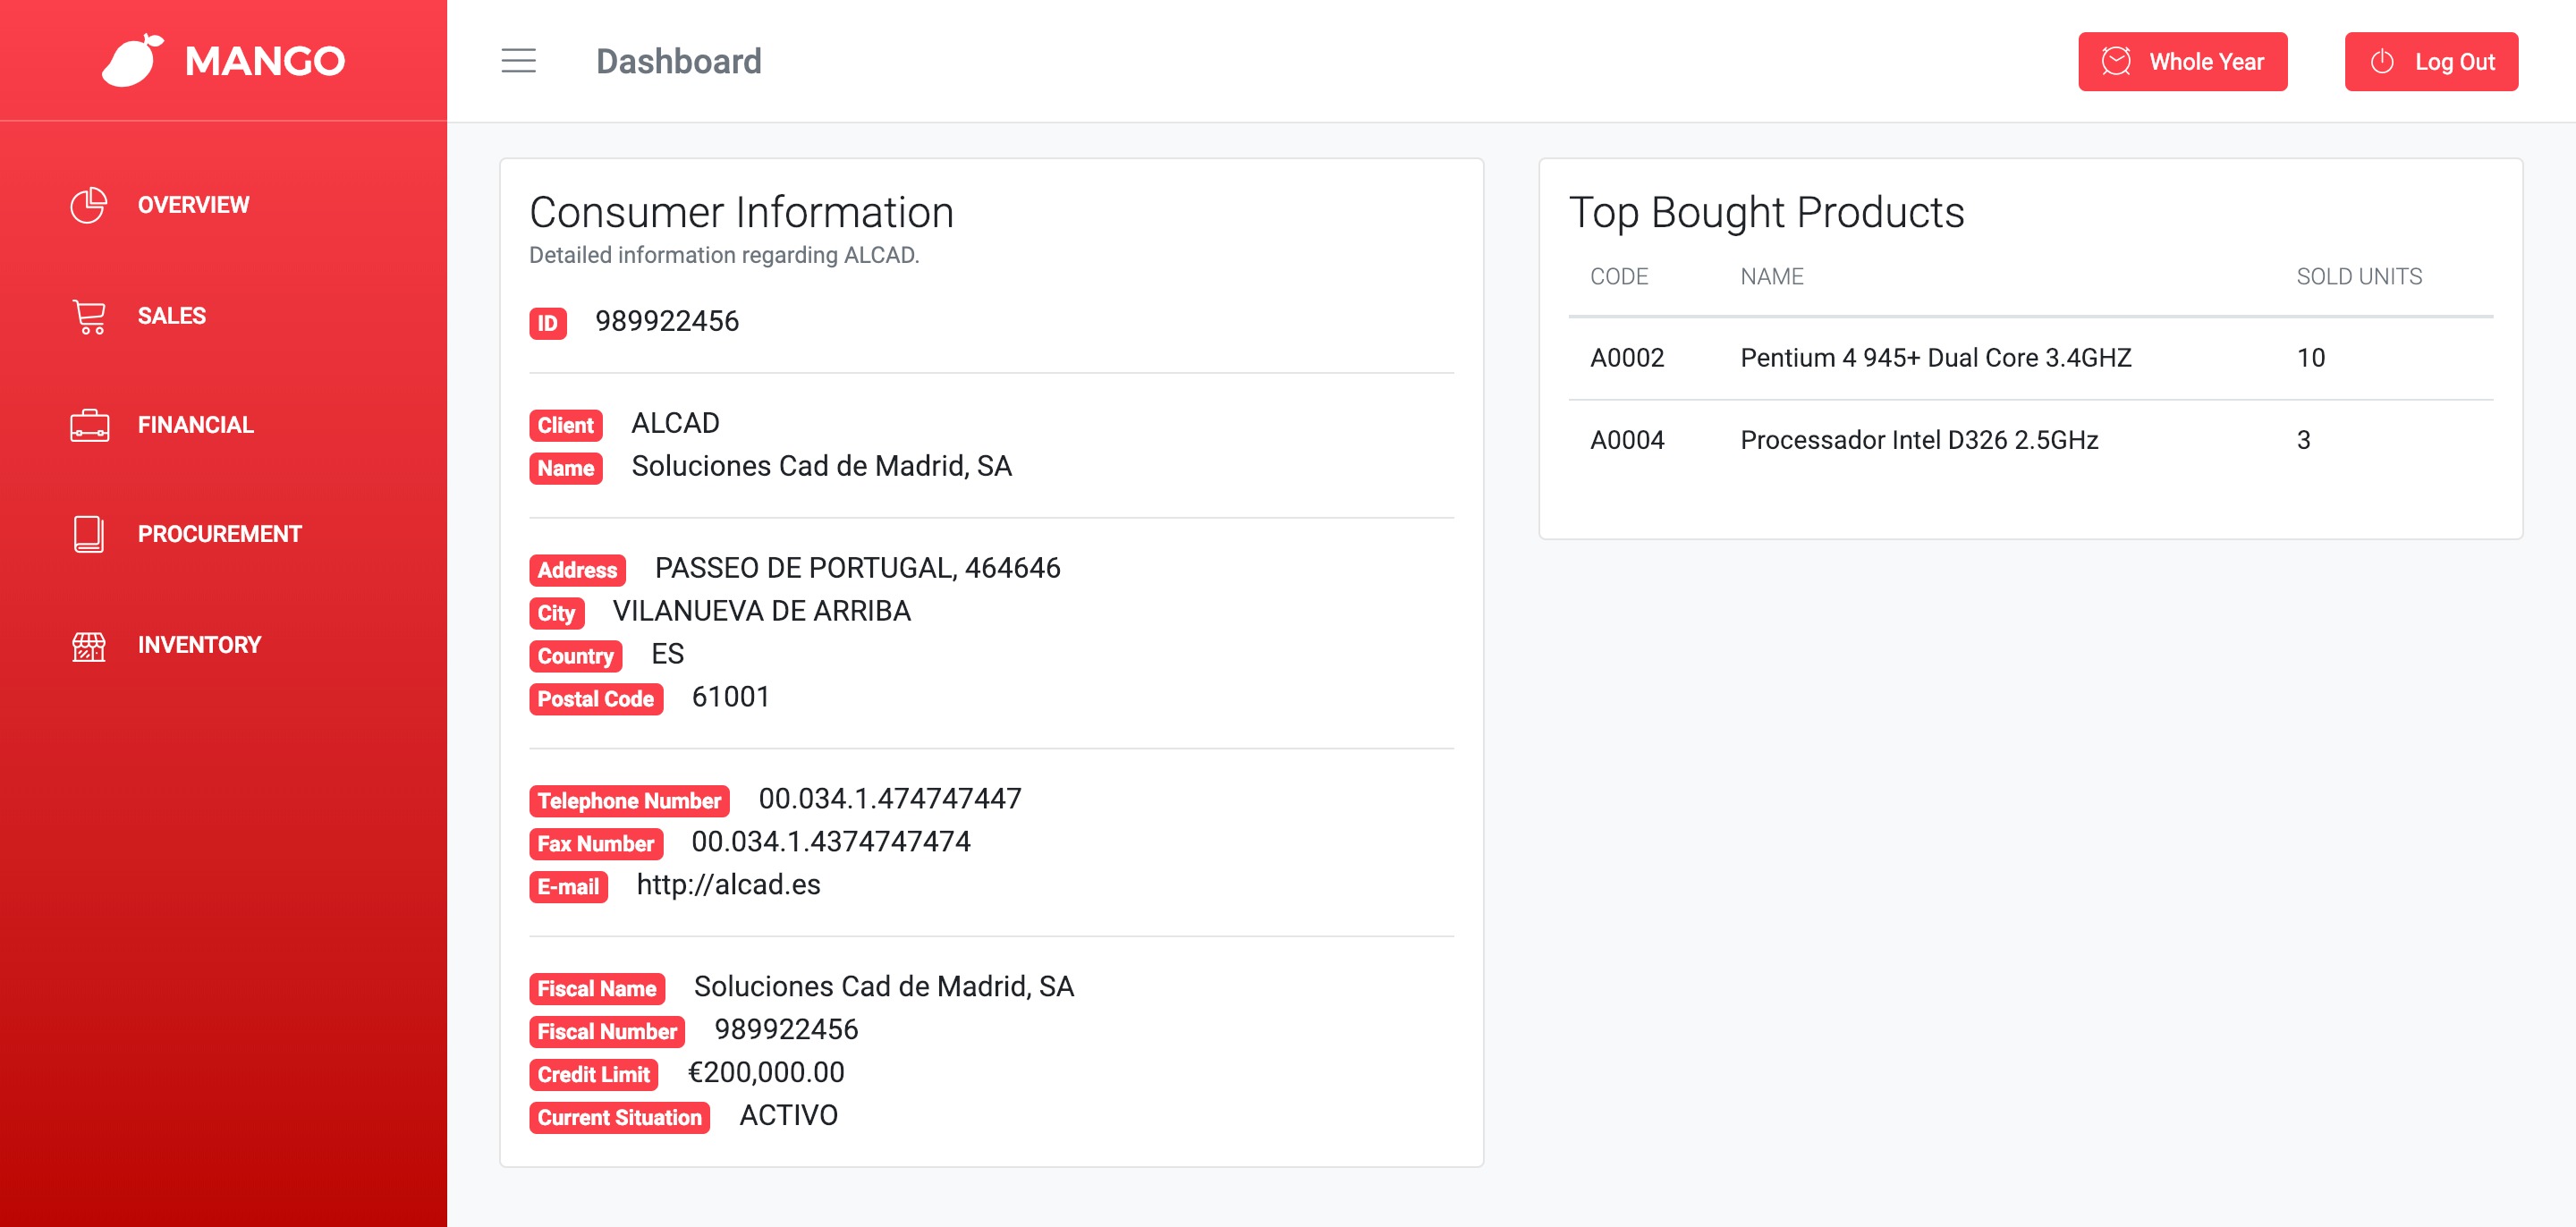 MANGO
Dashboard
Whole Year
Log Out
OVERVIEW
SALES
FINANCIAL
PROCUREMENT
INVENTORY
Consumer Information
Detailed information regarding ALCAD.
ID 989922456
Client ALCAD
Name Soluciones Cad de Madrid, SA
Address PASSEO DE PORTUGAL, 464646
City VILANUEVA DE ARRIBA
Country ES
Postal Code 61001
Telephone Number 00.034.1.474747447
Fax Number 00.034.1.4374747474
E-mail http://alcad.es
Fiscal Name Soluciones Cad de Madrid, SA
Fiscal Number 989922456
Credit Limit €200,000.00
Current Situation ACTIVO
Top Bought Products
CODE NAME SOLD UNITS
A0002 Pentium 4 945+ Dual Core 3.4GHZ 10
A0004 Processador Intel D326 2.5GHz 3